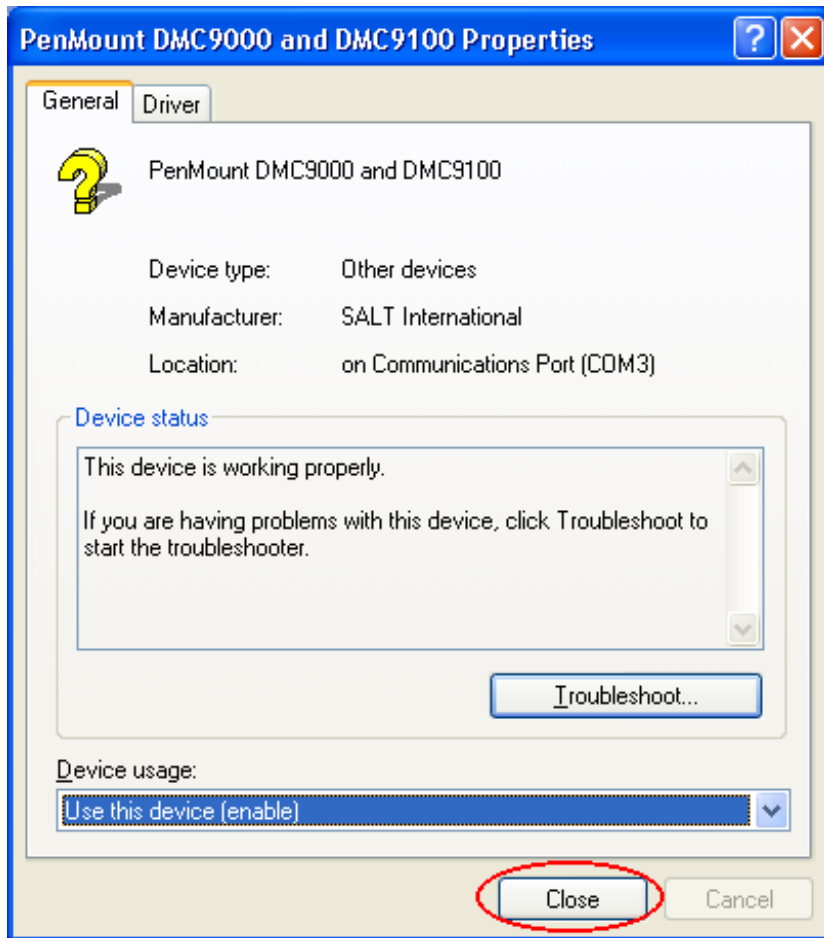 PenMount DMC9000 and DMC9100 Properties
General
Driver
PenMount DMC9000 and DMC9100
Device type: Other devices
Manufacturer: SALT International
Location: on Communications Port (COM3)
Device status
This device is working properly.
If you are having problems with this device, click Troubleshoot to
start the troubleshooter.
Troubleshoot...
Device usage:
Use this device (enable)
Close
Cancel